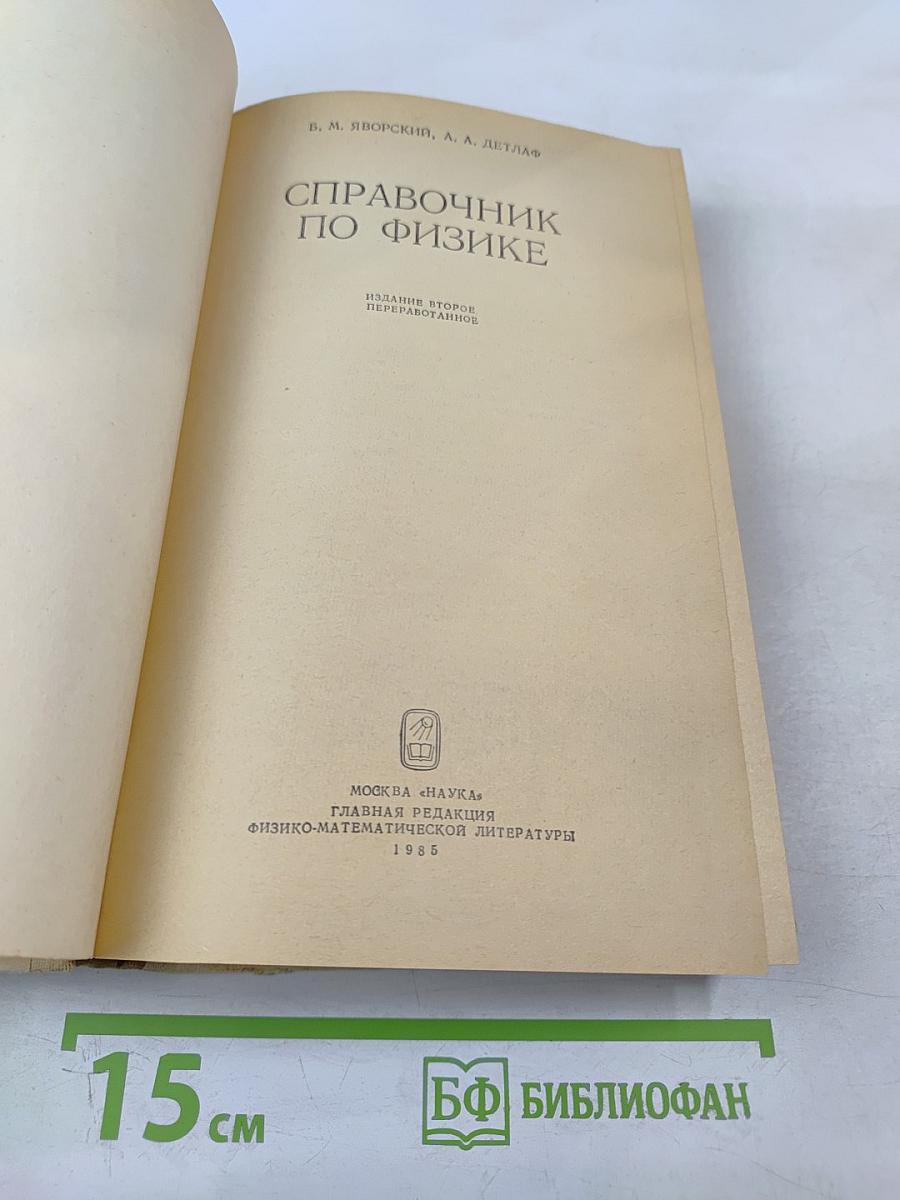 Б. М. ЯВОРСКИЙ, А. А. ДЕТЛАФ
СПРАВОЧНИК
ПО ФИЗИКЕ
ИЗДАНИЕ ВТОРОЕ,
ПЕРЕРАБОТАННОЕ
МОСКВА «НАУКА»
ГЛАВНАЯ РЕДАКЦИЯ
ФИЗИКО-МАТЕМАТИЧЕСКОЙ ЛИТЕРАТУРЫ
1985
15 см
БФ БИБЛИОФАН